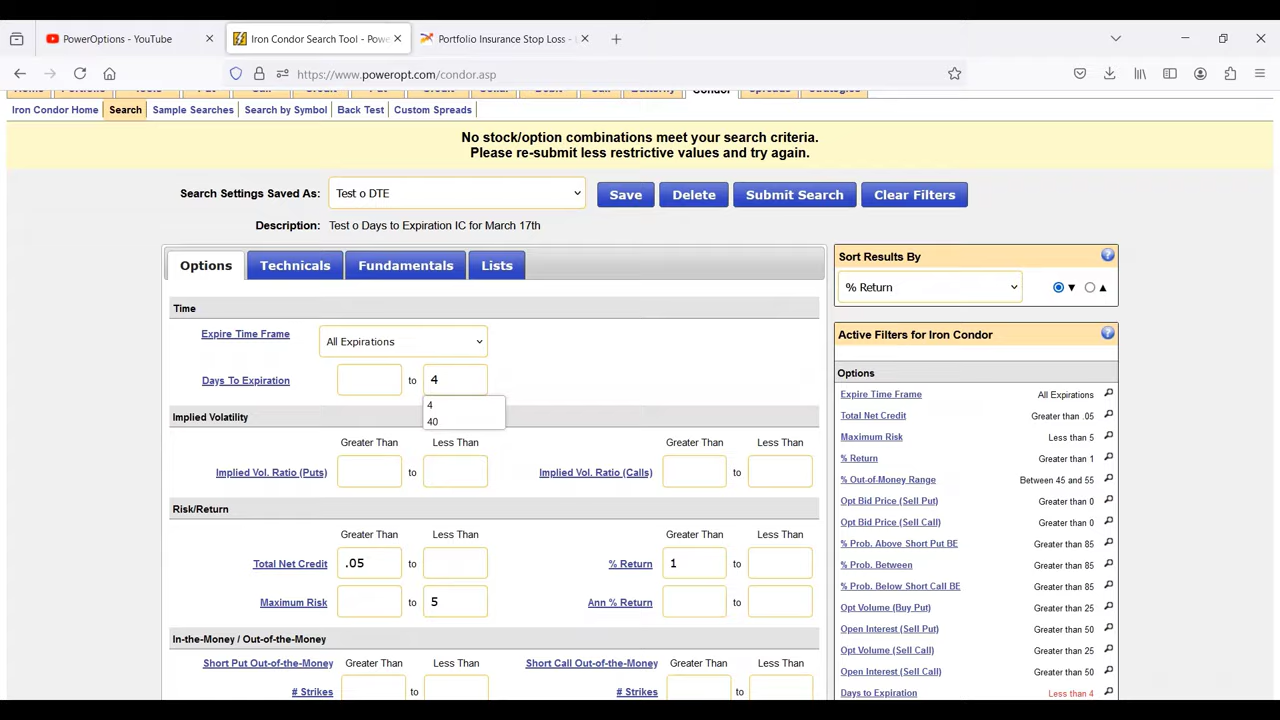 PowerOptions - YouTube
Iron Condor Search Tool - Powe
Portfolio Insurance Stop Loss -
https://www.poweropt.com/condor.asp
Iron Condor Home Search Sample Searches Search by Symbol Back Test Custom Spreads
No stock/option combinations meet your search criteria.
Please re-submit less restrictive values and try again.
Search Settings Saved As: Test o DTE Save Delete Submit Search Clear Filters
Description: Test o Days to Expiration IC for March 17th
Options Technicals Fundamentals Lists
Time
Expire Time Frame All Expirations
Days To Expiration to 4
4
40
Implied Volatility
Greater Than Less Than Greater Than Less Than
Implied Vol. Ratio (Puts) to Implied Vol. Ratio (Calls) to
Risk/Return
Greater Than Less Than Greater Than Less Than
Total Net Credit .05 to % Return 1 to
Maximum Risk to 5 Ann % Return to
In-the-Money / Out-of-the-Money
Short Put Out-of-the-Money Greater Than Less Than Short Call Out-of-the-Money Greater Than Less Than
# Strikes to # Strikes to
Sort Results By
% Return ▼ ▲
Active Filters for Iron Condor
Options
Expire Time Frame All Expirations
Total Net Credit Greater than .05
Maximum Risk Less than 5
% Return Greater than 1
% Out-of-Money Range Between 45 and 55
Opt Bid Price (Sell Put) Greater than 0
Opt Bid Price (Sell Call) Greater than 0
% Prob. Above Short Put BE Greater than 85
% Prob. Between Greater than 85
% Prob. Below Short Call BE Greater than 85
Opt Volume (Buy Put) Greater than 25
Open Interest (Sell Put) Greater than 50
Opt Volume (Sell Call) Greater than 25
Open Interest (Sell Call) Greater than 50
Days to Expiration Less than 4